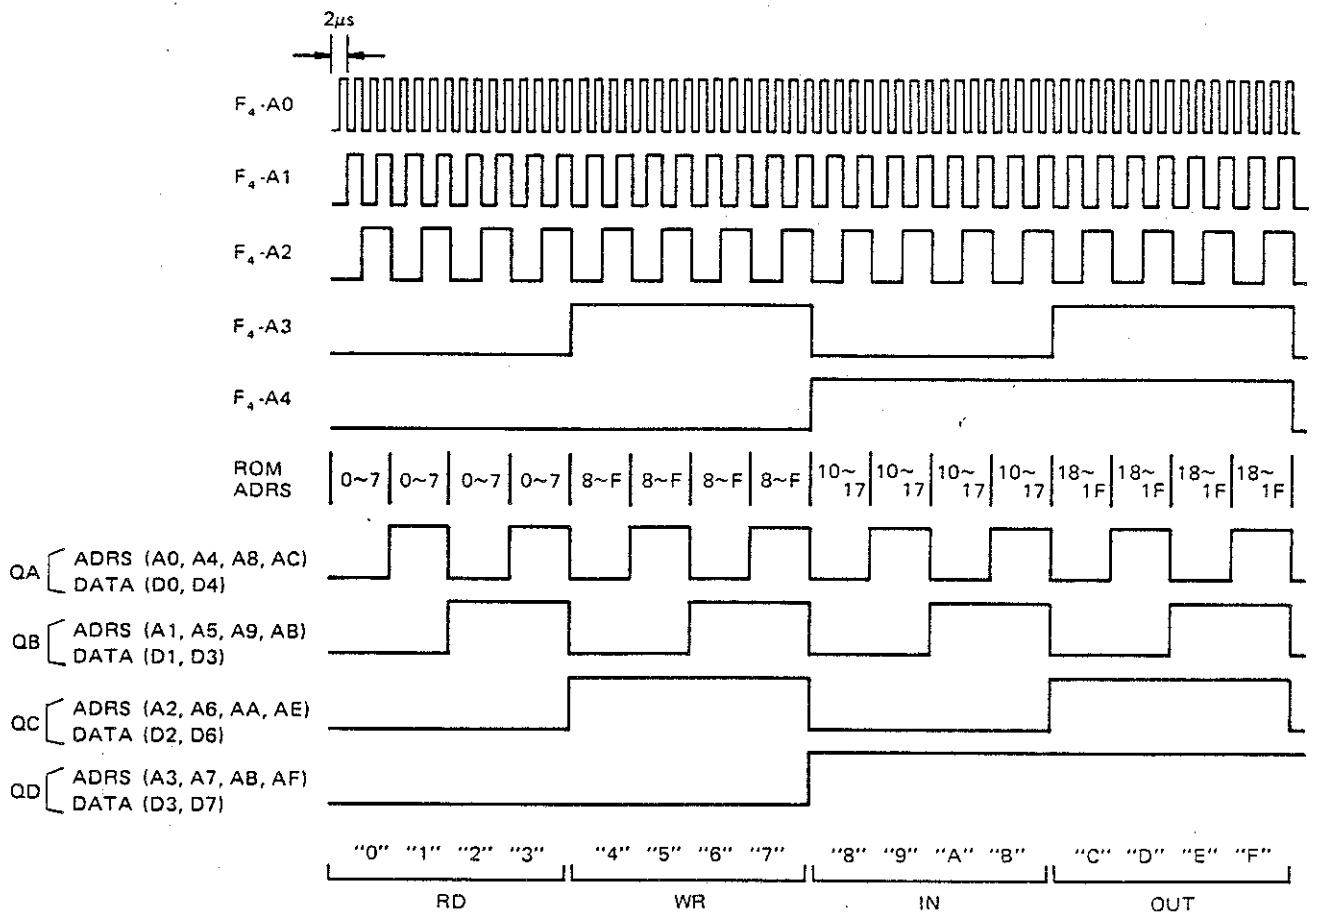 2μs
F₄-A0
F₄-A1
F₄-A2
F₄-A3
F₄-A4
ROM ADRS
0~7 0~7 0~7 0~7 8~F 8~F 8~F 8~F 10~17 10~17 10~17 10~17 18~1F 18~1F 18~1F 18~1F
QA ADRS (A0, A4, A8, AC)
DATA (D0, D4)
QB ADRS (A1, A5, A9, AB)
DATA (D1, D3)
QC ADRS (A2, A6, AA, AE)
DATA (D2, D6)
QD ADRS (A3, A7, AB, AF)
DATA (D3, D7)
"0" "1" "2" "3" "4" "5" "6" "7" "8" "9" "A" "B" "C" "D" "E" "F"
RD WR IN OUT